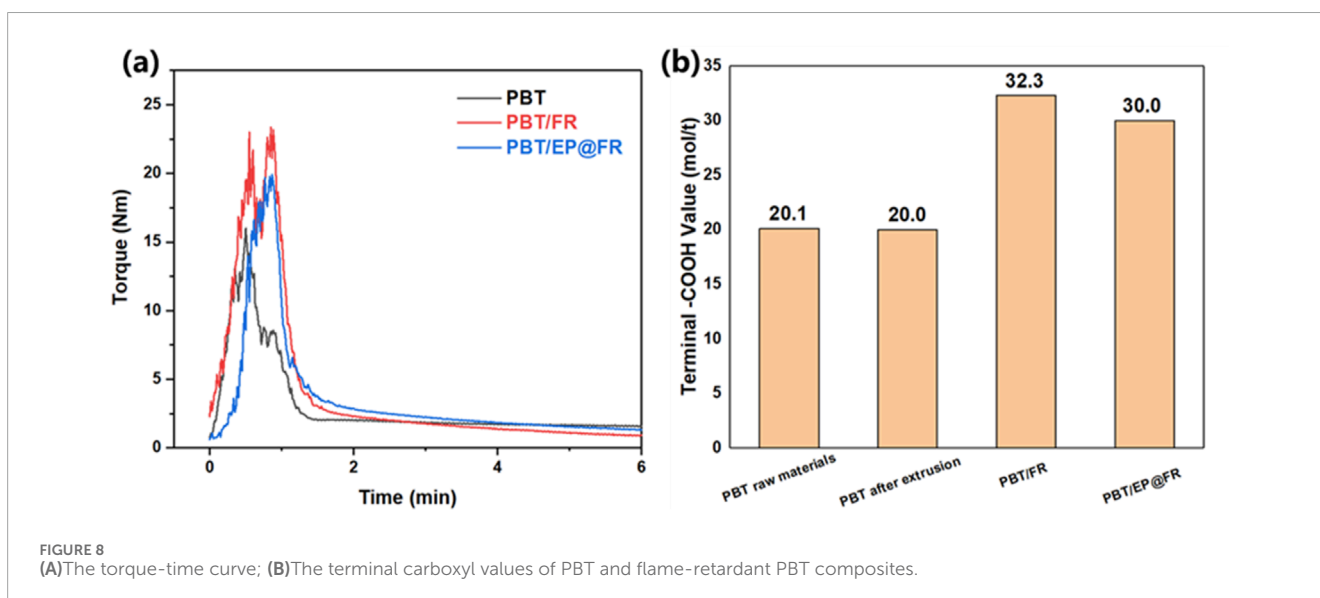 (a)
25
20
15
10
5
0
Torque (Nm)
PBT
PBT/FR
PBT/EP@FR
0
2
4
6
Time (min)
(b)
35
30
25
20
15
10
5
0
Terminal -COOH Value (mol/t)
20.1
20.0
32.3
30.0
PBT raw materials
PBT after extrusion
PBT/FR
PBT/EP@FR
FIGURE 8
(A)The torque-time curve; (B)The terminal carboxyl values of PBT and flame-retardant PBT composites.